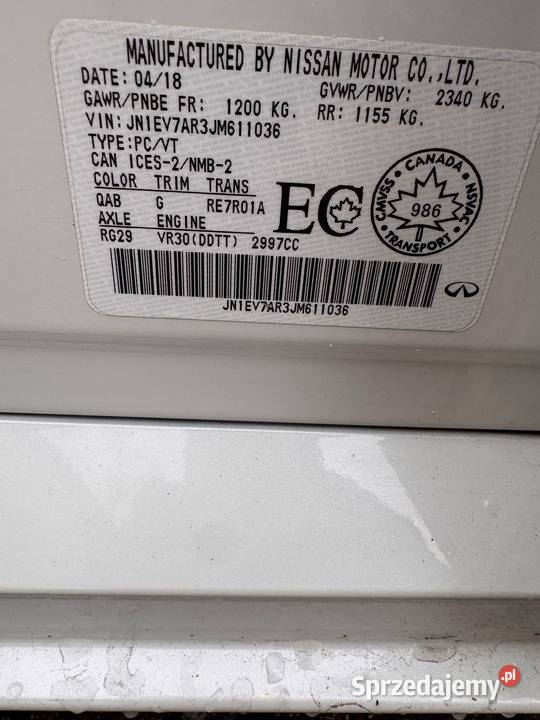 MANUFACTURED BY NISSAN MOTOR CO.,LTD.
DATE: 04/18 GVWR/PNBV: 2340 KG.
GAWR/PNBE FR: 1200 KG. RR: 1155 KG.
VIN: JN1EV7AR3JM611036
TYPE:PC/VT
CAN ICES-2/NMB-2
COLOR TRIM TRANS
QAB G RE7R01A
AXLE ENGINE
RG29 VR30(DDTT) 2997CC
EC
CANADA
CMVSS
NSVAC
986
TRANSPORT
JN1EV7AR3JM611036
Sprzedajemy.pl